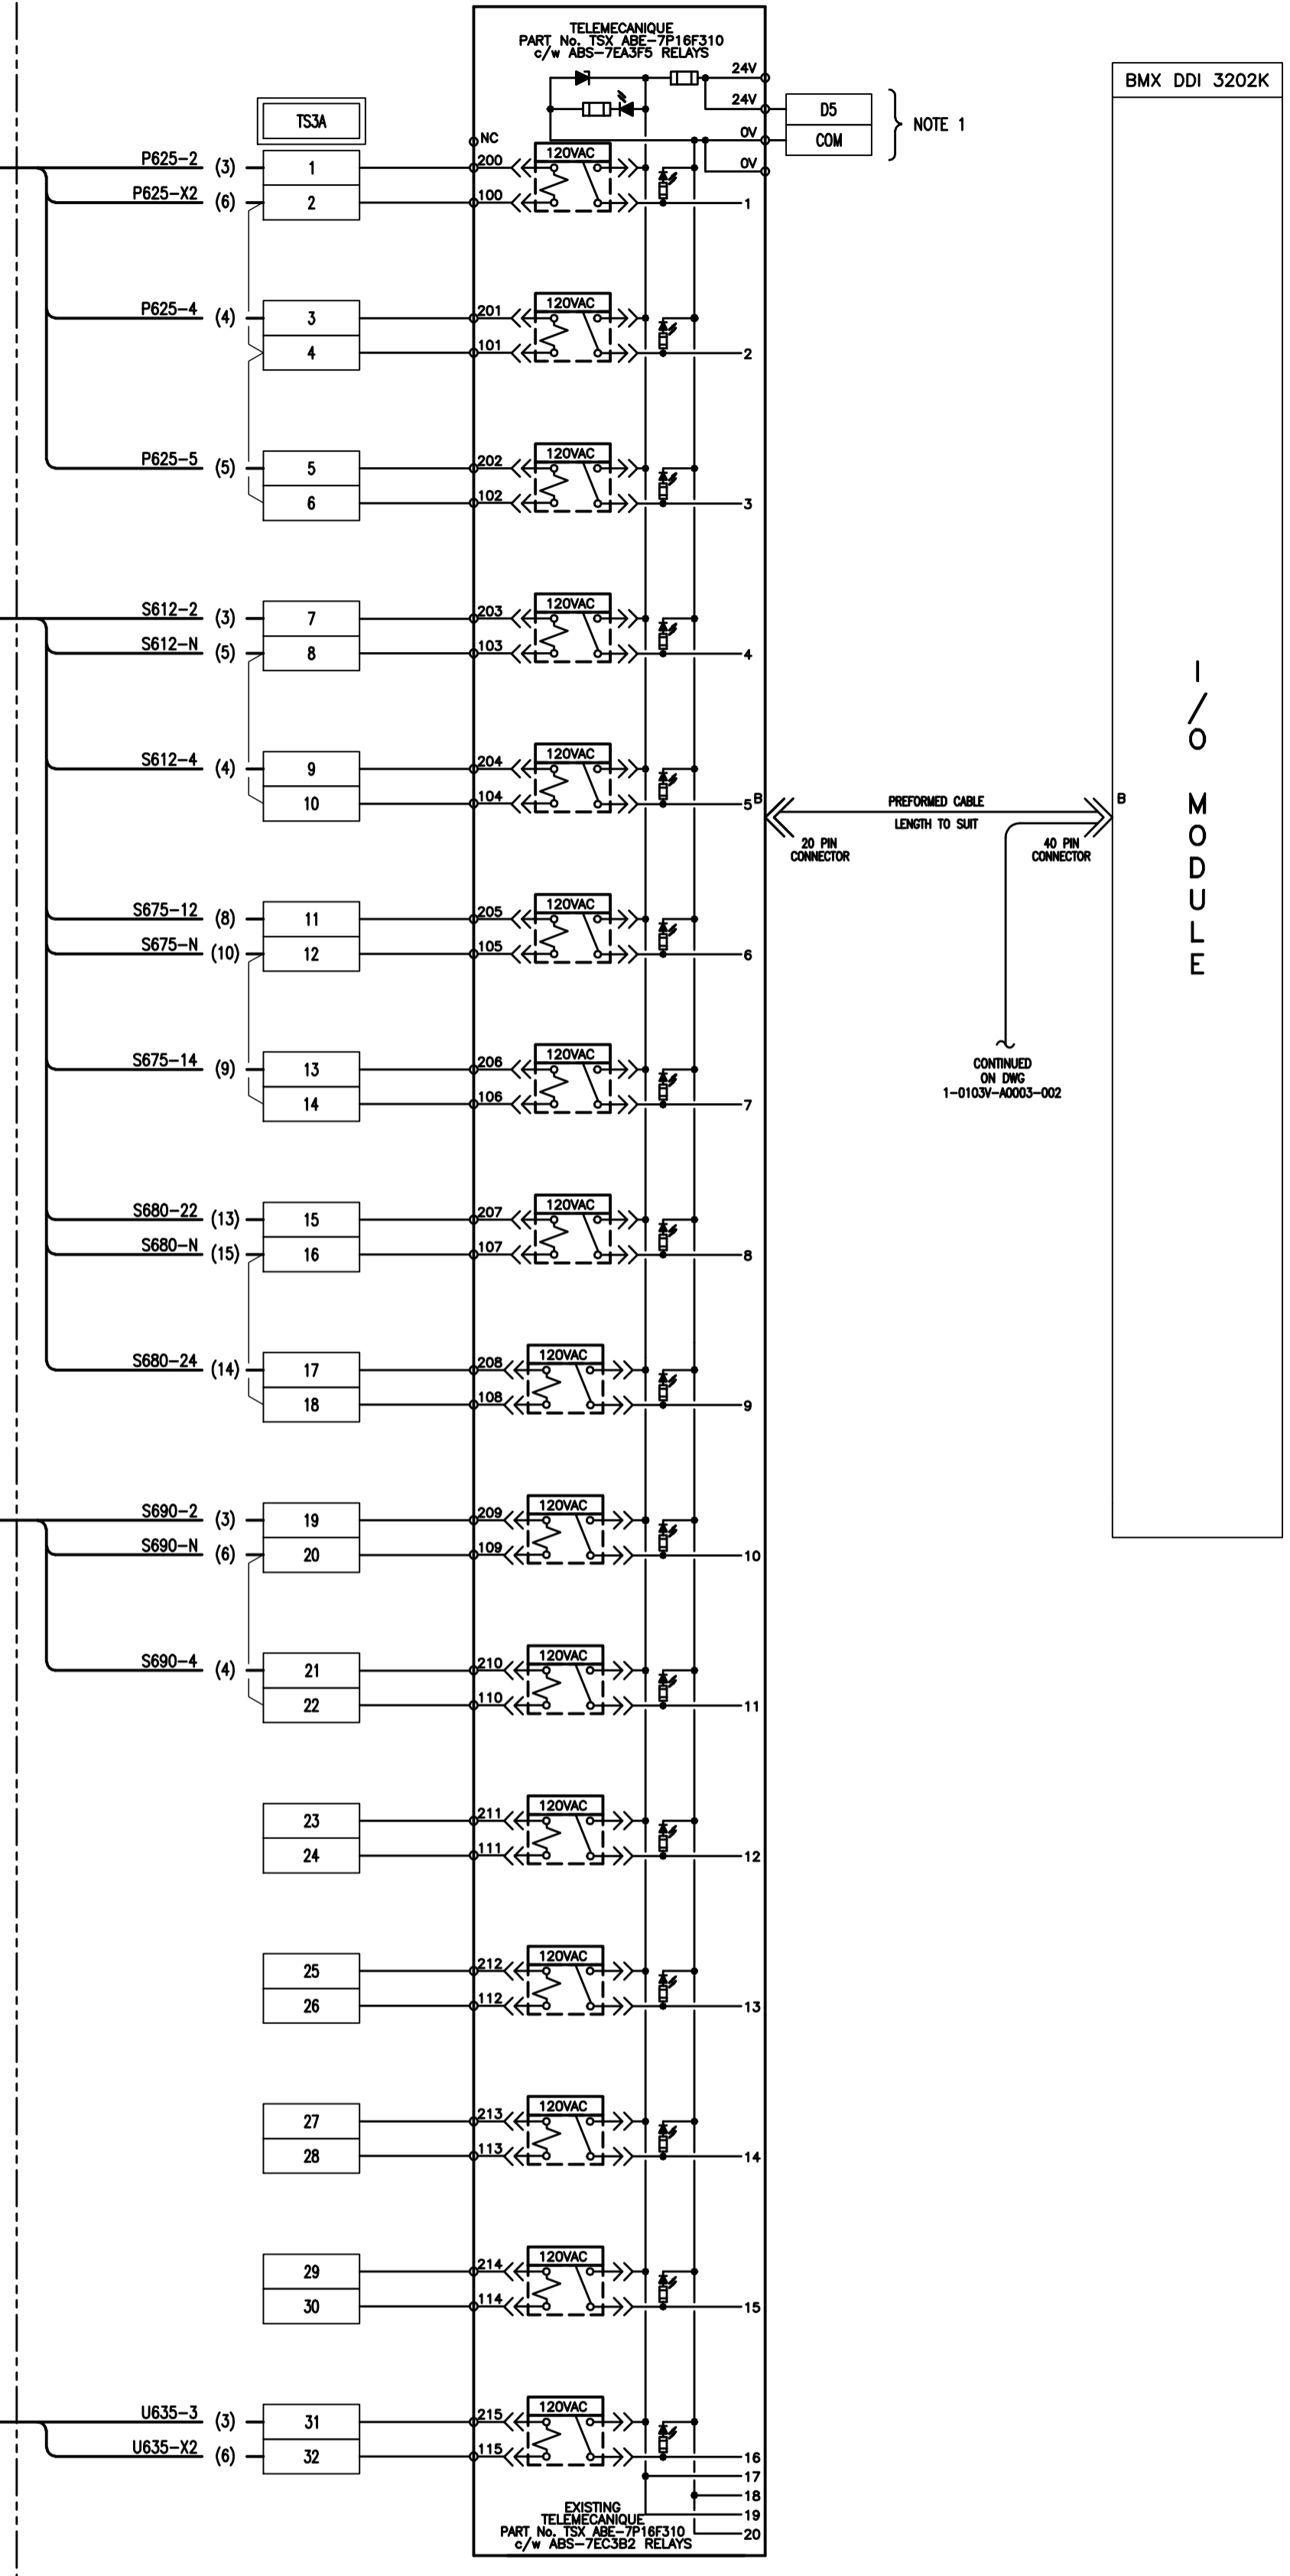 TELEMECANIQUE
PART No. TSX ABE-7P16F310
c/w ABS-7EA3F5 RELAYS
BMX DDI 3202K
24V
24V
D5
NOTE 1
0V
COM
0V
TS3A
NC
P625-2 (3) 1 200 120VAC
P625-X2 (6) 2 100 1
P625-4 (4) 3 201 120VAC
4 101 2
P625-5 (5) 5 202 120VAC
6 102 3
S612-2 (3) 7 203 120VAC
S612-N (5) 8 103 4
S612-4 (4) 9 204 120VAC
10 104 5 B
PREFORMED CABLE
LENGTH TO SUIT
B
20 PIN
CONNECTOR
40 PIN
CONNECTOR
I/O MODULE
S675-12 (8) 11 205 120VAC
S675-N (10) 12 105 6
S675-14 (9) 13 206 120VAC
14 106 7
CONTINUED
ON DWG
1-0103V-A0003-002
S680-22 (13) 15 207 120VAC
S680-N (15) 16 107 8
S680-24 (14) 17 208 120VAC
18 108 9
S690-2 (3) 19 209 120VAC
S690-N (6) 20 109 10
S690-4 (4) 21 210 120VAC
22 110 11
23 211 120VAC
24 111 12
25 212 120VAC
26 112 13
27 213 120VAC
28 113 14
29 214 120VAC
30 114 15
U635-3 (3) 31 215 120VAC
U635-X2 (6) 32 115 16
17
18
19
20
EXISTING
TELEMECANIQUE
PART No. TSX ABE-7P16F310
c/w ABS-7EC3B2 RELAYS